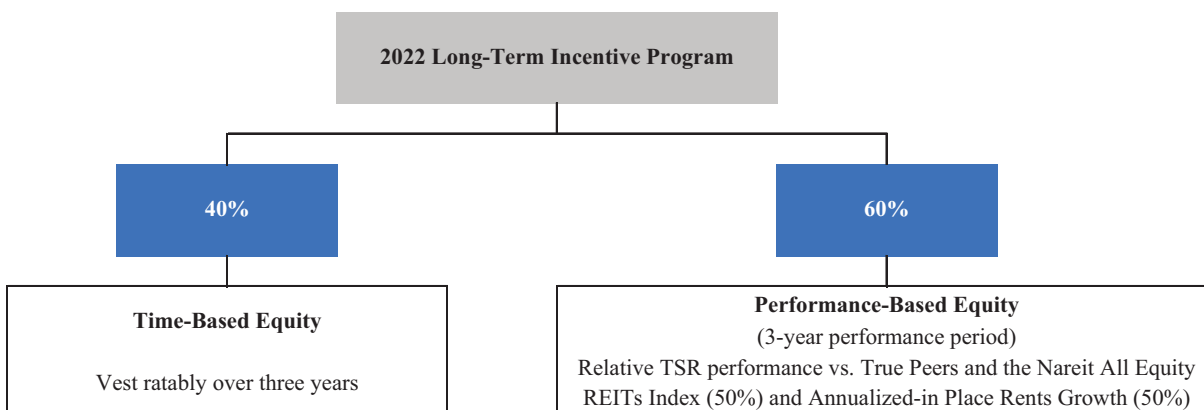 2022 Long-Term Incentive Program
40%
60%
Time-Based Equity
Vest ratably over three years
Performance-Based Equity
(3-year performance period)
Relative TSR performance vs. True Peers and the Nareit All Equity
REITs Index (50%) and Annualized-in Place Rents Growth (50%)